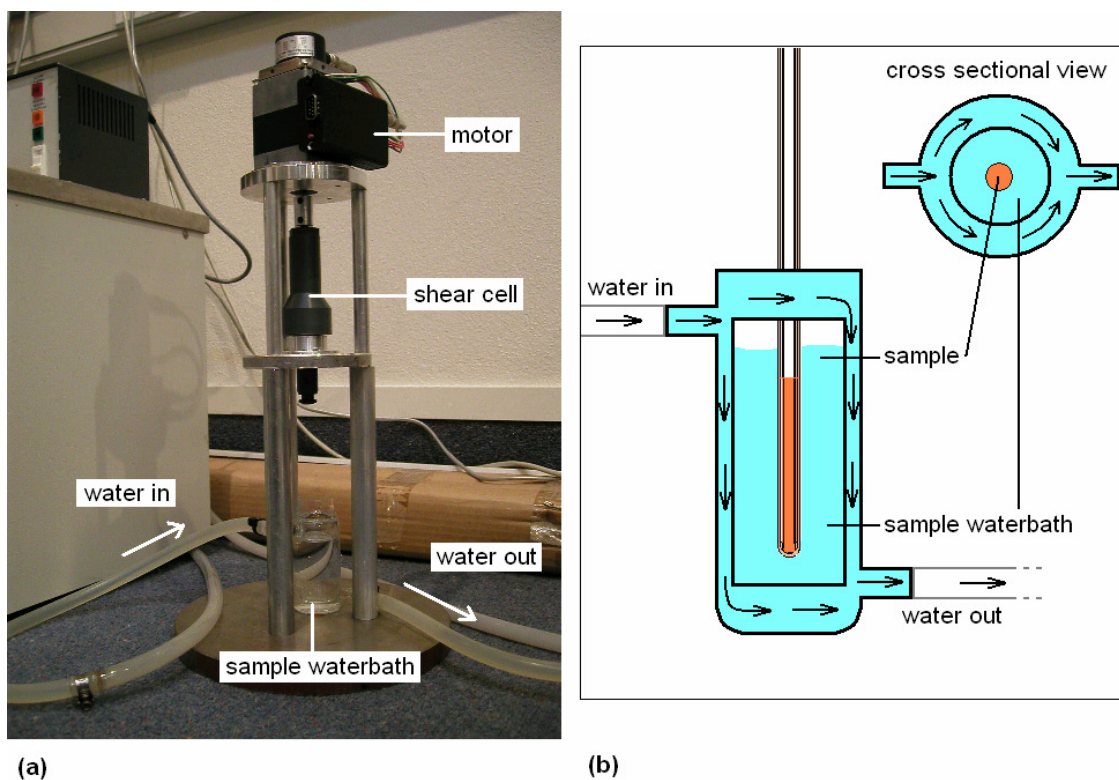 motor
shear cell
water in
water out
sample waterbath
(a)
cross sectional view
water in
sample
sample waterbath
water out
(b)